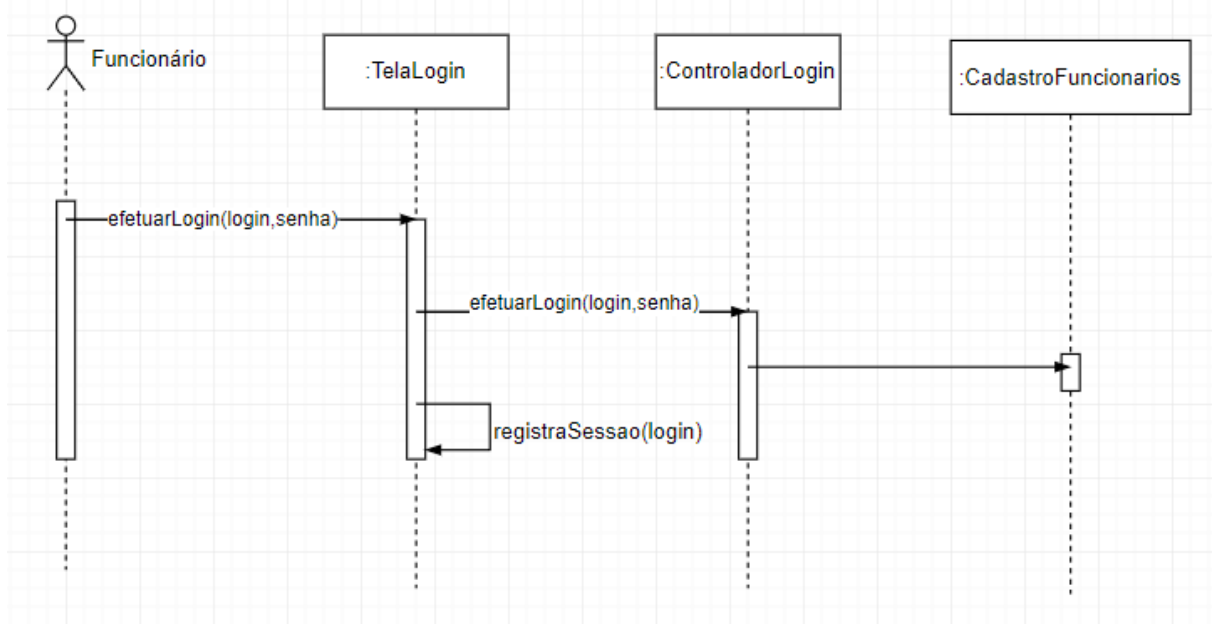 Funcionário
:TelaLogin
:ControladorLogin
:CadastroFuncionarios
efetuarLogin(login,senha)
efetuarLogin(login,senha)
registraSessao(login)